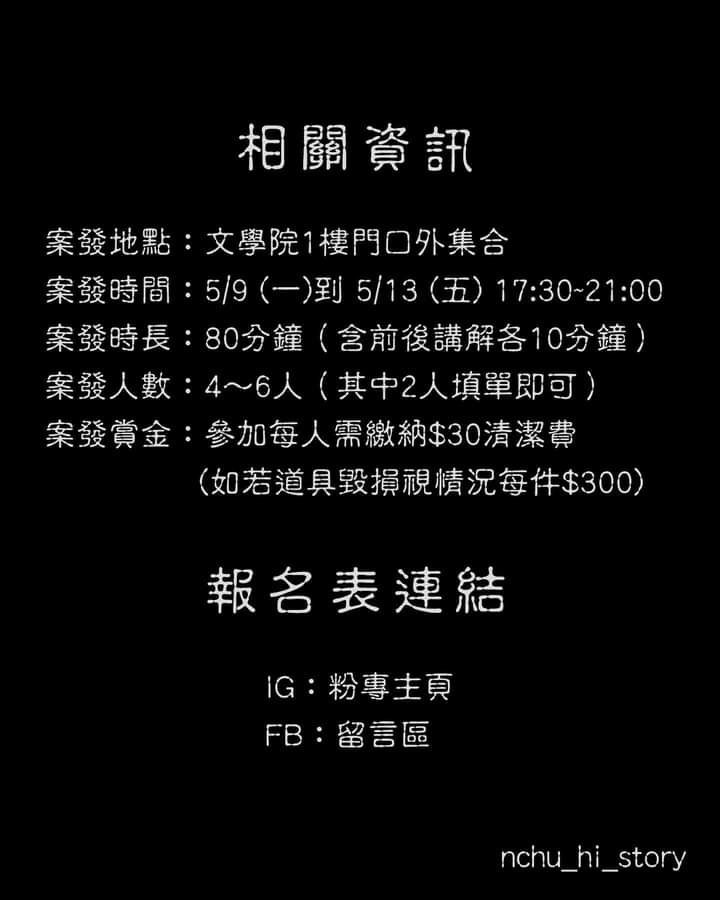 相關資訊
案發地點：文學院1樓門口外集合
案發時間：5/9 (一)到 5/13 (五) 17:30~21:00
案發時長：80分鐘（含前後講解各10分鐘）
案發人數：4～6人（其中2人填單即可）
案發賞金：參加每人需繳納$30清潔費
(如若道具毀損視情況每件$300)
報名表連結
IG：粉專主頁
FB：留言區
nchu_hi_story